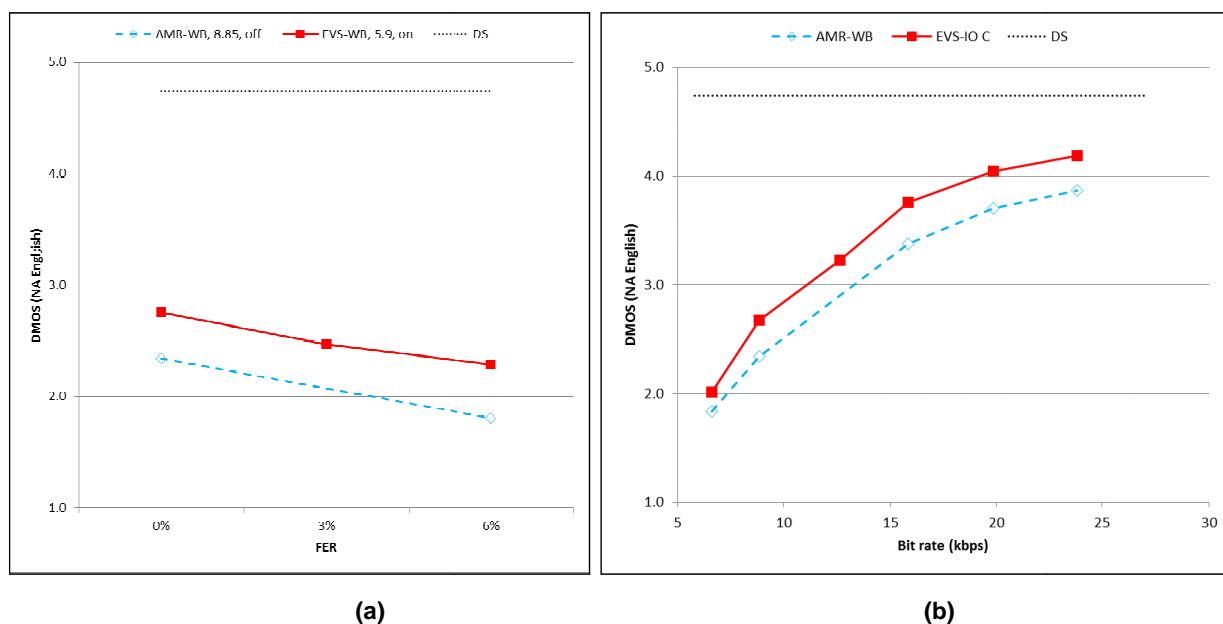 AMR-WB, 8.85, off EVS-WB, 5.9, on DS
5.0
4.0
3.0
2.0
1.0
DMOS (NA English)
0% 3% 6%
FER
(a)
AMR-WB EVS-IO C DS
5.0
4.0
3.0
2.0
1.0
DMOS (NA English)
5 10 15 20 25 30
Bit rate (kbps)
(b)